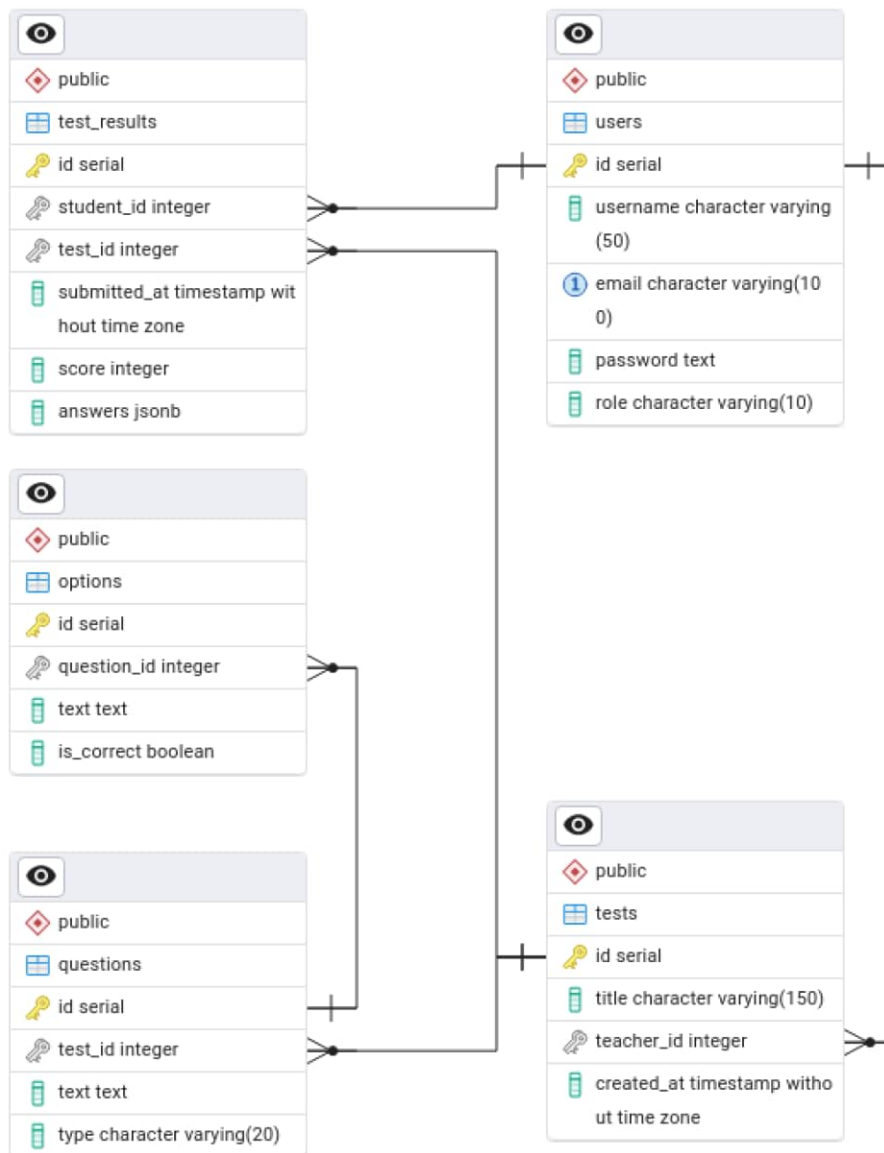 public
test_results
id serial
student_id integer
test_id integer
submitted_at timestamp wit
hout time zone
score integer
answers jsonb
public
users
id serial
username character varying
(50)
1
email character varying(10
0)
password text
role character varying(10)
public
options
id serial
question_id integer
text text
is_correct boolean
public
questions
id serial
test_id integer
text text
type character varying(20)
public
tests
id serial
title character varying(150)
teacher_id integer
created_at timestamp witho
ut time zone